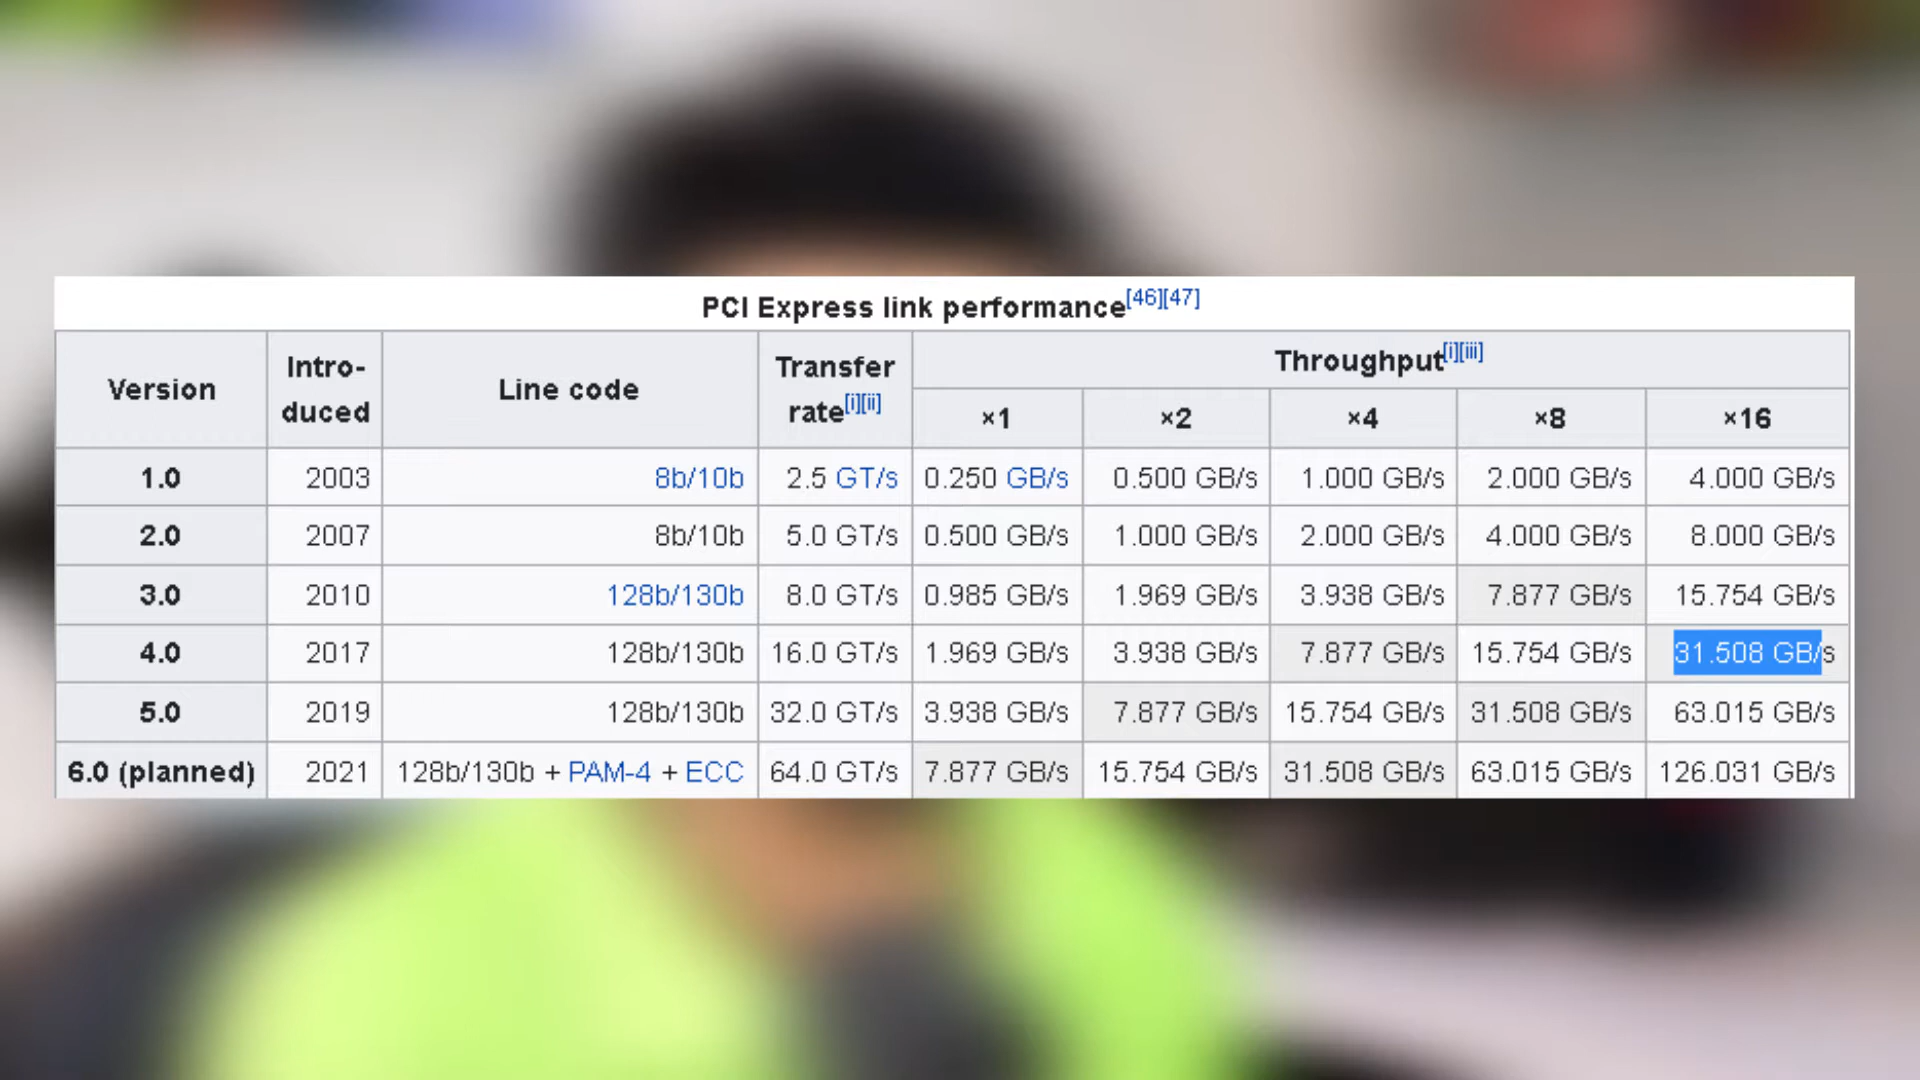 PCI Express link performance[46][47]
Version Intro-duced Line code Transfer rate[i][ii] Throughput[i][iii]
×1 ×2 ×4 ×8 ×16
1.0 2003 8b/10b 2.5 GT/s 0.250 GB/s 0.500 GB/s 1.000 GB/s 2.000 GB/s 4.000 GB/s
2.0 2007 8b/10b 5.0 GT/s 0.500 GB/s 1.000 GB/s 2.000 GB/s 4.000 GB/s 8.000 GB/s
3.0 2010 128b/130b 8.0 GT/s 0.985 GB/s 1.969 GB/s 3.938 GB/s 7.877 GB/s 15.754 GB/s
4.0 2017 128b/130b 16.0 GT/s 1.969 GB/s 3.938 GB/s 7.877 GB/s 15.754 GB/s 31.508 GB/s
5.0 2019 128b/130b 32.0 GT/s 3.938 GB/s 7.877 GB/s 15.754 GB/s 31.508 GB/s 63.015 GB/s
6.0 (planned) 2021 128b/130b + PAM-4 + ECC 64.0 GT/s 7.877 GB/s 15.754 GB/s 31.508 GB/s 63.015 GB/s 126.031 GB/s